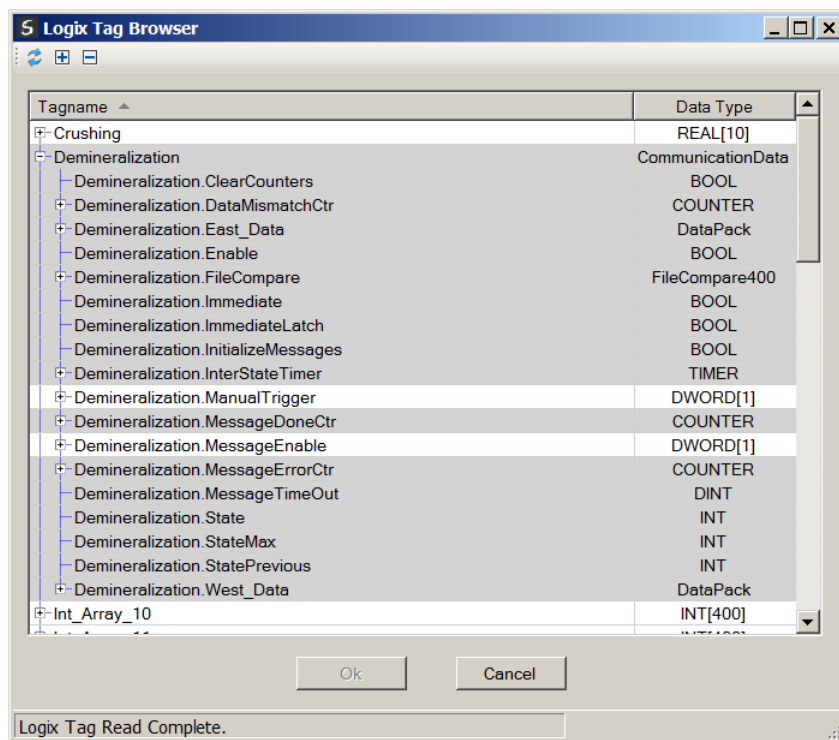 S Logix Tag Browser
Tagname Data Type
Crushing REAL[10]
Demineralization CommunicationData
Demineralization.ClearCounters BOOL
Demineralization.DataMismatchCtr COUNTER
Demineralization.East_Data DataPack
Demineralization.Enable BOOL
Demineralization.FileCompare FileCompare400
Demineralization.Immediate BOOL
Demineralization.ImmediateLatch BOOL
Demineralization.InitializeMessages BOOL
Demineralization.InterStateTimer TIMER
Demineralization.ManualTrigger DWORD[1]
Demineralization.MessageDoneCtr COUNTER
Demineralization.MessageEnable DWORD[1]
Demineralization.MessageErrorCtr COUNTER
Demineralization.MessageTimeOut DINT
Demineralization.State INT
Demineralization.StateMax INT
Demineralization.StatePrevious INT
Demineralization.West_Data DataPack
Int_Array_10 INT[400]
Ok Cancel
Logix Tag Read Complete.